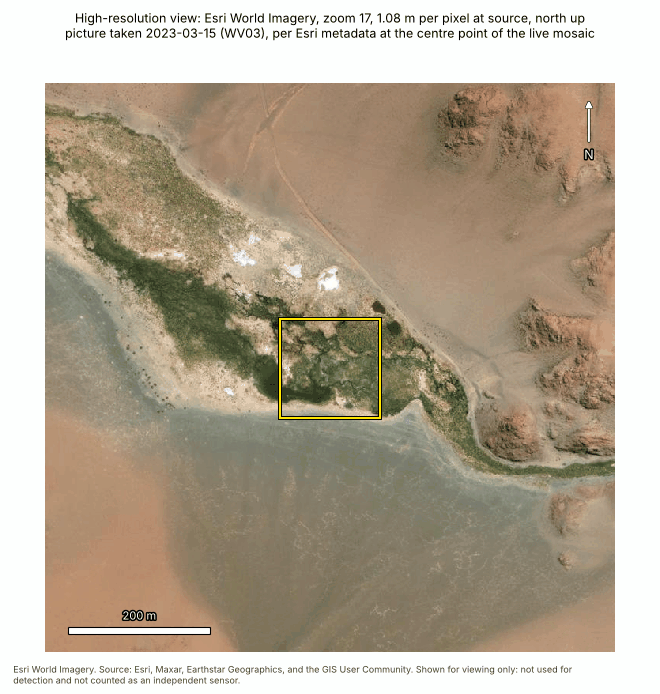 High-resolution view: Esri World Imagery, zoom 17, 1.08 m per pixel at source, north up
picture taken 2023-03-15 (WV03), per Esri metadata at the centre point of the live mosaic
N
200 m
Esri World Imagery. Source: Esri, Maxar, Earthstar Geographics, and the GIS User Community. Shown for viewing only: not used for
detection and not counted as an independent sensor.